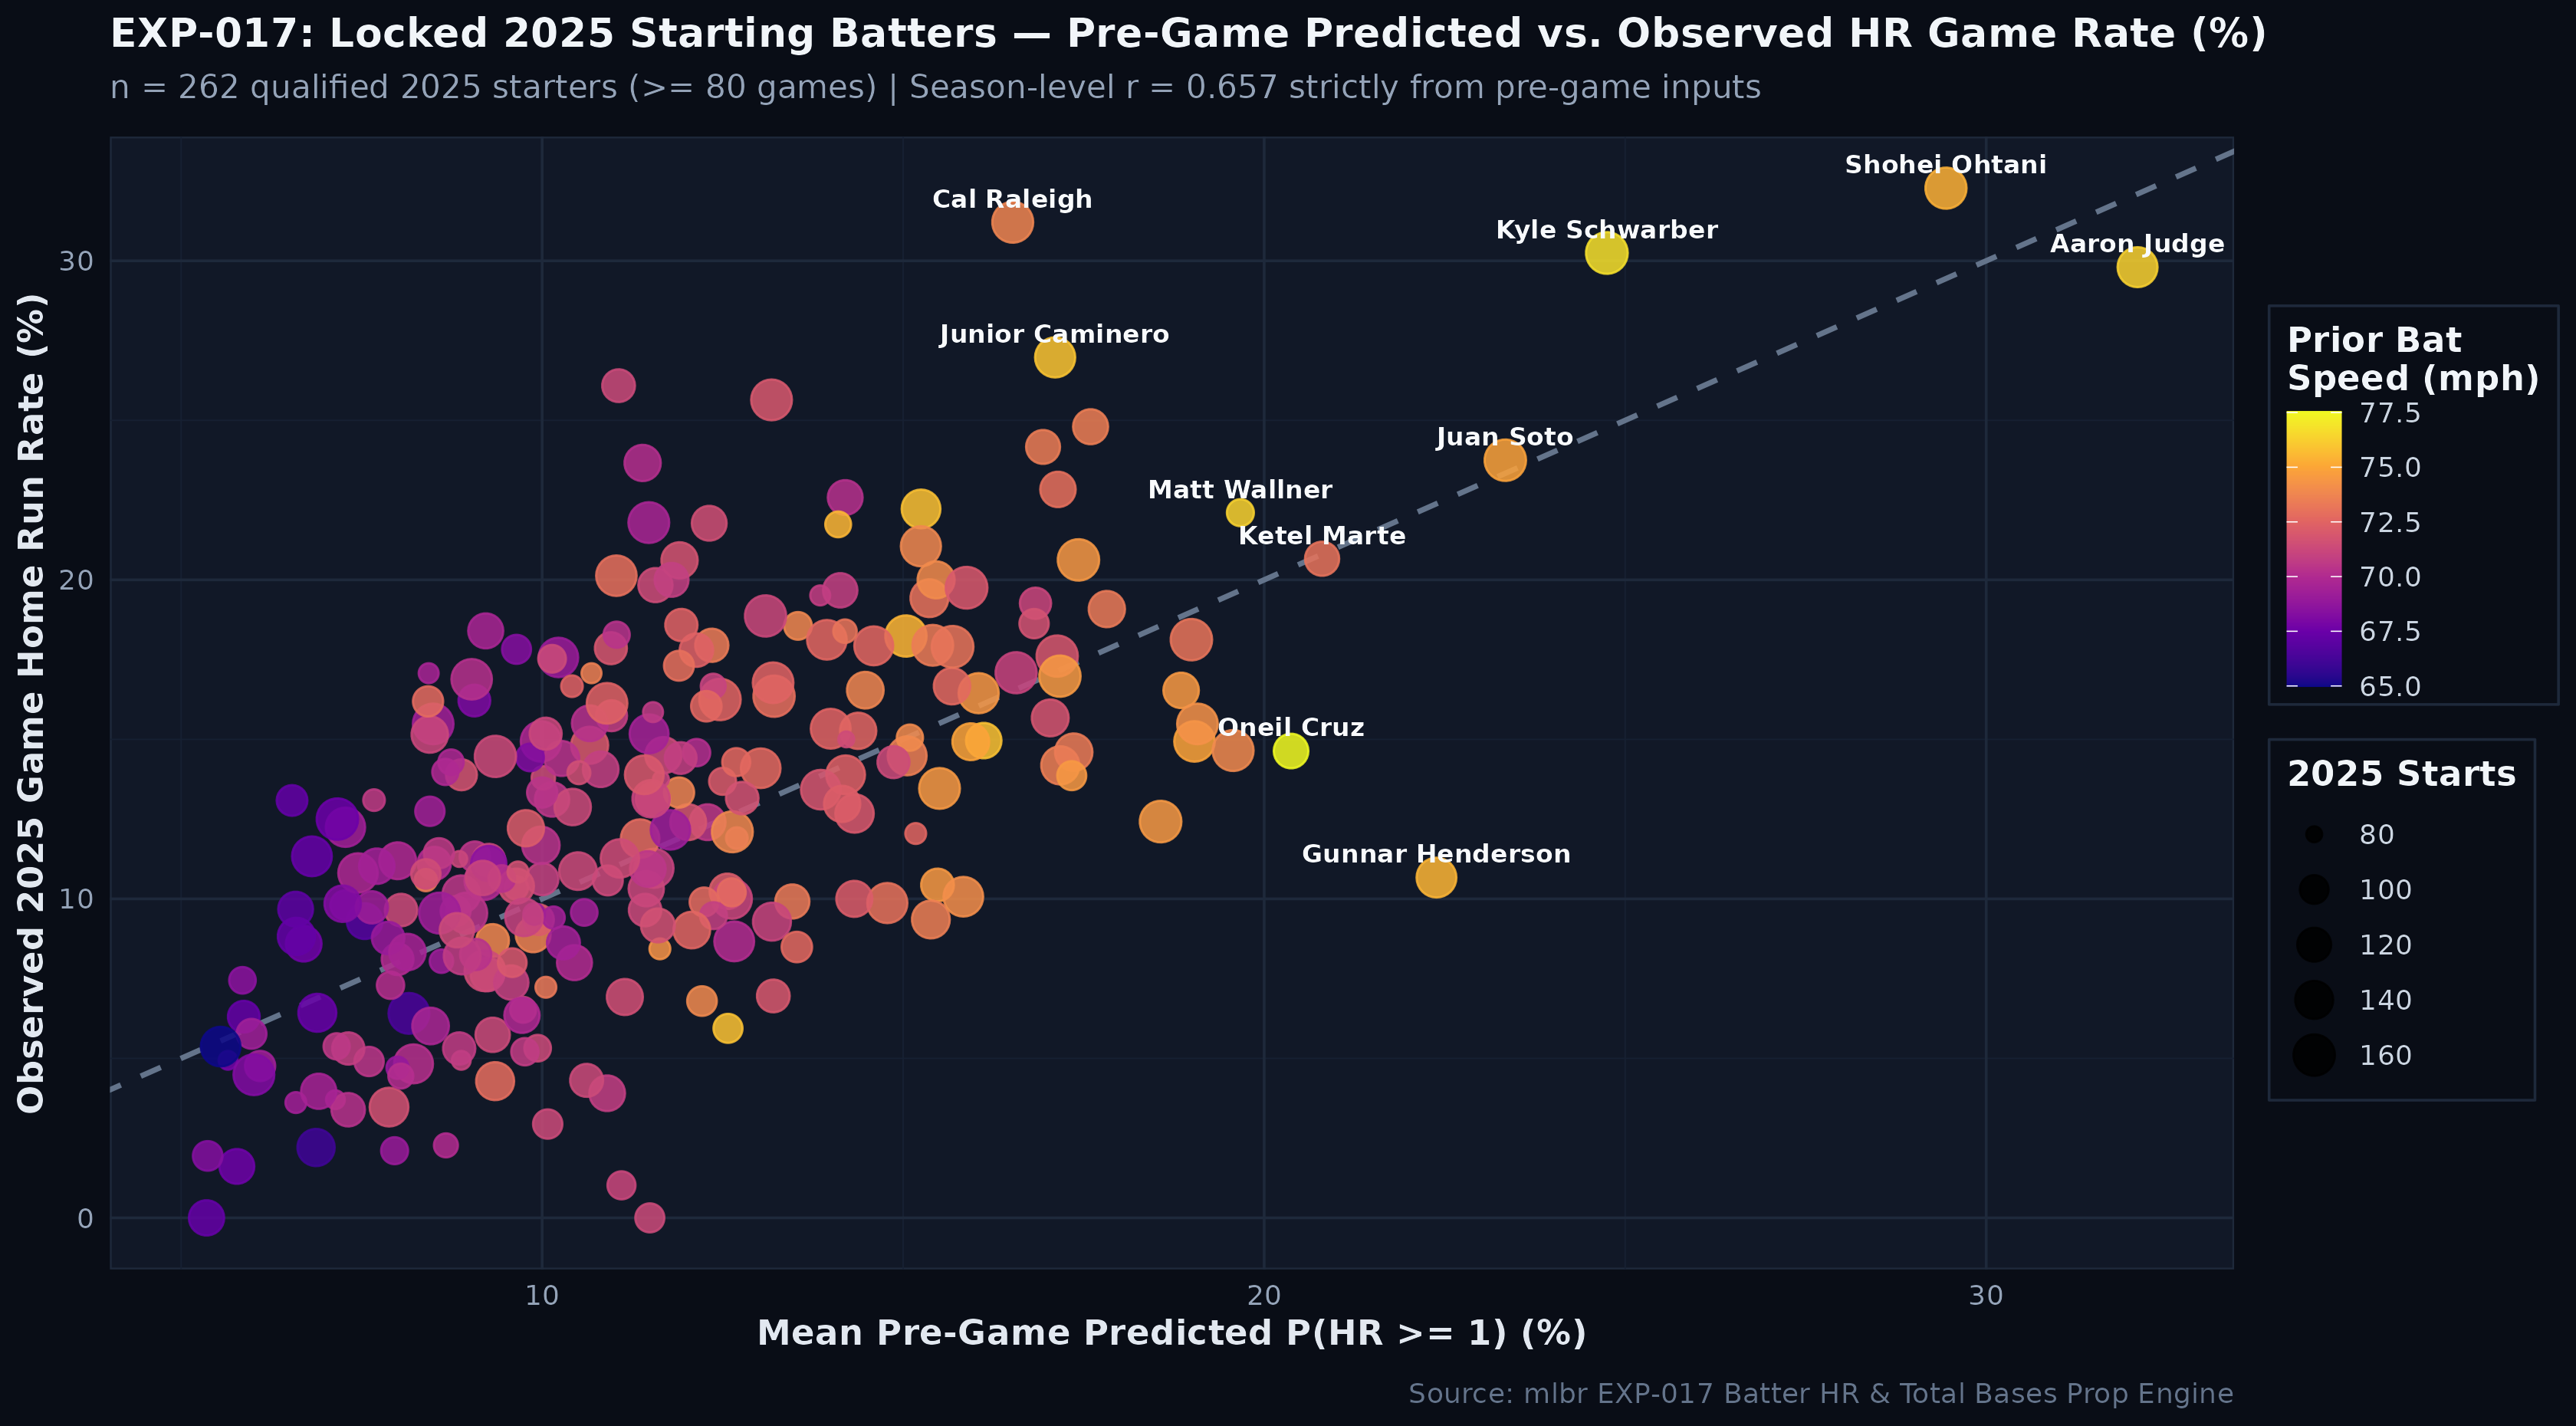 EXP-017: Locked 2025 Starting Batters — Pre-Game Predicted vs. Observed HR Game Rate (%)
n = 262 qualified 2025 starters (>= 80 games) | Season-level r = 0.657 strictly from pre-game inputs
Observed 2025 Game Home Run Rate (%)
30
20
10
0
Shohei Ohtani
Cal Raleigh
Kyle Schwarber
Aaron Judge
Junior Caminero
Juan Soto
Matt Wallner
Ketel Marte
Oneil Cruz
Gunnar Henderson
10
20
30
Mean Pre-Game Predicted P(HR >= 1) (%)
Prior Bat
Speed (mph)
77.5
75.0
72.5
70.0
67.5
65.0
2025 Starts
80
100
120
140
160
Source: mlbr EXP-017 Batter HR & Total Bases Prop Engine